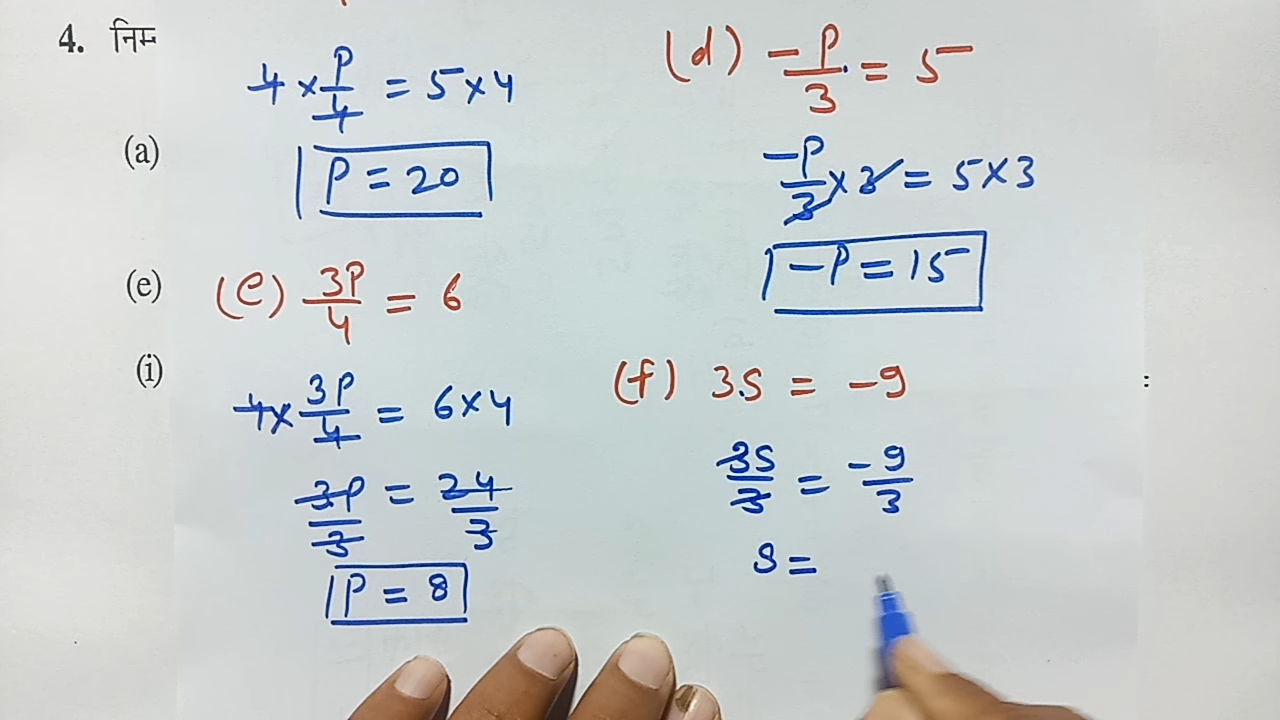 4. निम्
4 × P/4 = 5 × 4
(a)
P = 20
(d) -P/3 = 5
-P/3 × 3 = 5 × 3
-P = 15
(e)
(e) 3P/4 = 6
(i)
4 × 3P/4 = 6 × 4
3P/3 = 24/3
P = 8
(f) 3S = -9
:
3S/3 = -9/3
S =